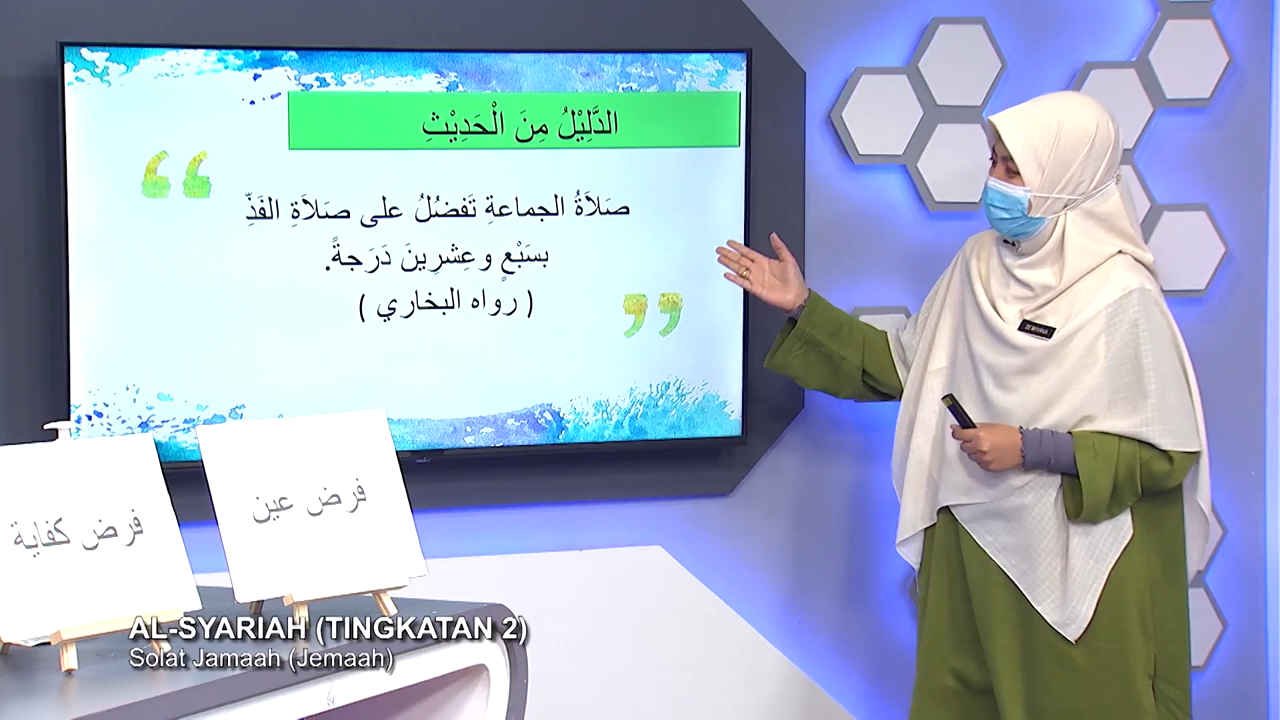 الدَّلِيْلُ مِنَ الْحَدِيْثِ
صَلاَةُ الجماعةِ تَفضُلُ على صَلاَةِ الفَذِّ
بسَبْعٍ وعِشرِينَ دَرَجةً.
( رواه البخاري )
فرض عين
فرض كفاية
AL-SYARIAH (TINGKATAN 2)
Solat Jamaah (Jemaah)